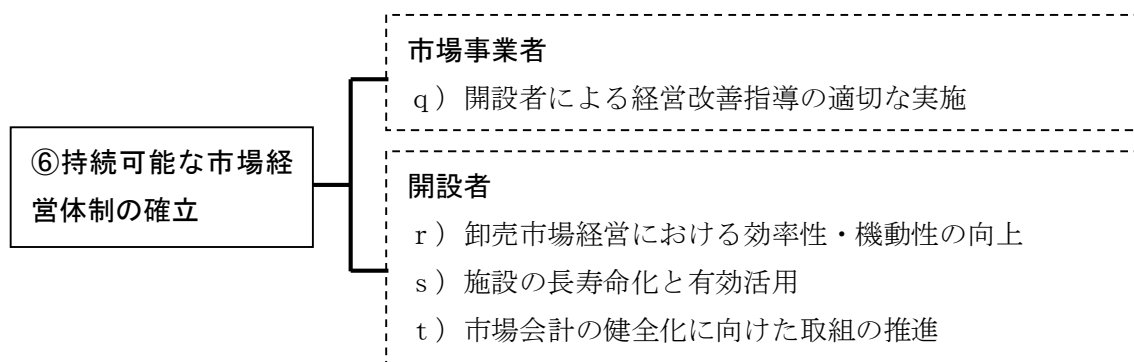 ⑥持続可能な市場経
営体制の確立
市場事業者
q）開設者による経営改善指導の適切な実施
開設者
r）卸売市場経営における効率性・機動性の向上
s）施設の長寿命化と有効活用
t）市場会計の健全化に向けた取組の推進